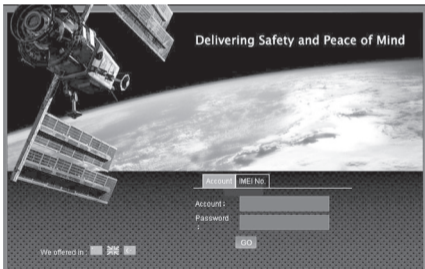 Delivering Safety and Peace of Mind
Account IMEI No.
Account :
Password
:
GO
We offered in :